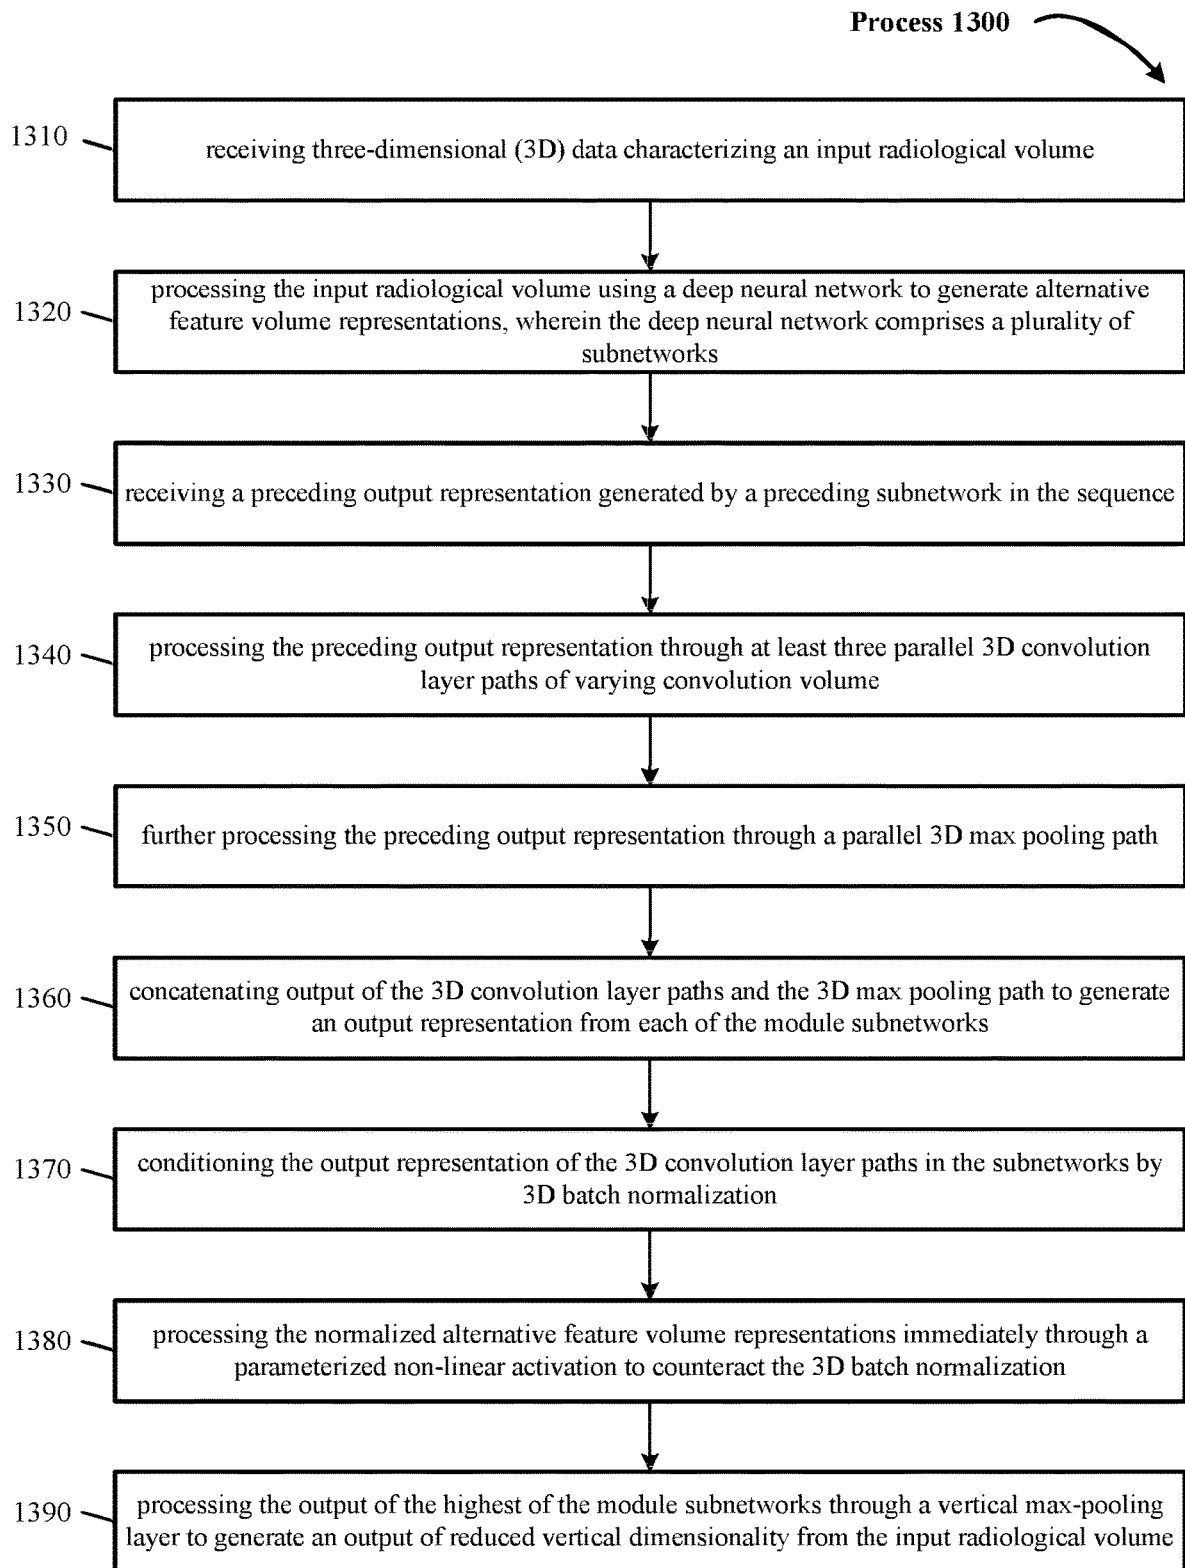 Process 1300
1310
receiving three-dimensional (3D) data characterizing an input radiological volume
1320
processing the input radiological volume using a deep neural network to generate alternative
feature volume representations, wherein the deep neural network comprises a plurality of
subnetworks
1330
receiving a preceding output representation generated by a preceding subnetwork in the sequence
1340
processing the preceding output representation through at least three parallel 3D convolution
layer paths of varying convolution volume
1350
further processing the preceding output representation through a parallel 3D max pooling path
1360
concatenating output of the 3D convolution layer paths and the 3D max pooling path to generate
an output representation from each of the module subnetworks
1370
conditioning the output representation of the 3D convolution layer paths in the subnetworks by
3D batch normalization
1380
processing the normalized alternative feature volume representations immediately through a
parameterized non-linear activation to counteract the 3D batch normalization
1390
processing the output of the highest of the module subnetworks through a vertical max-pooling
layer to generate an output of reduced vertical dimensionality from the input radiological volume